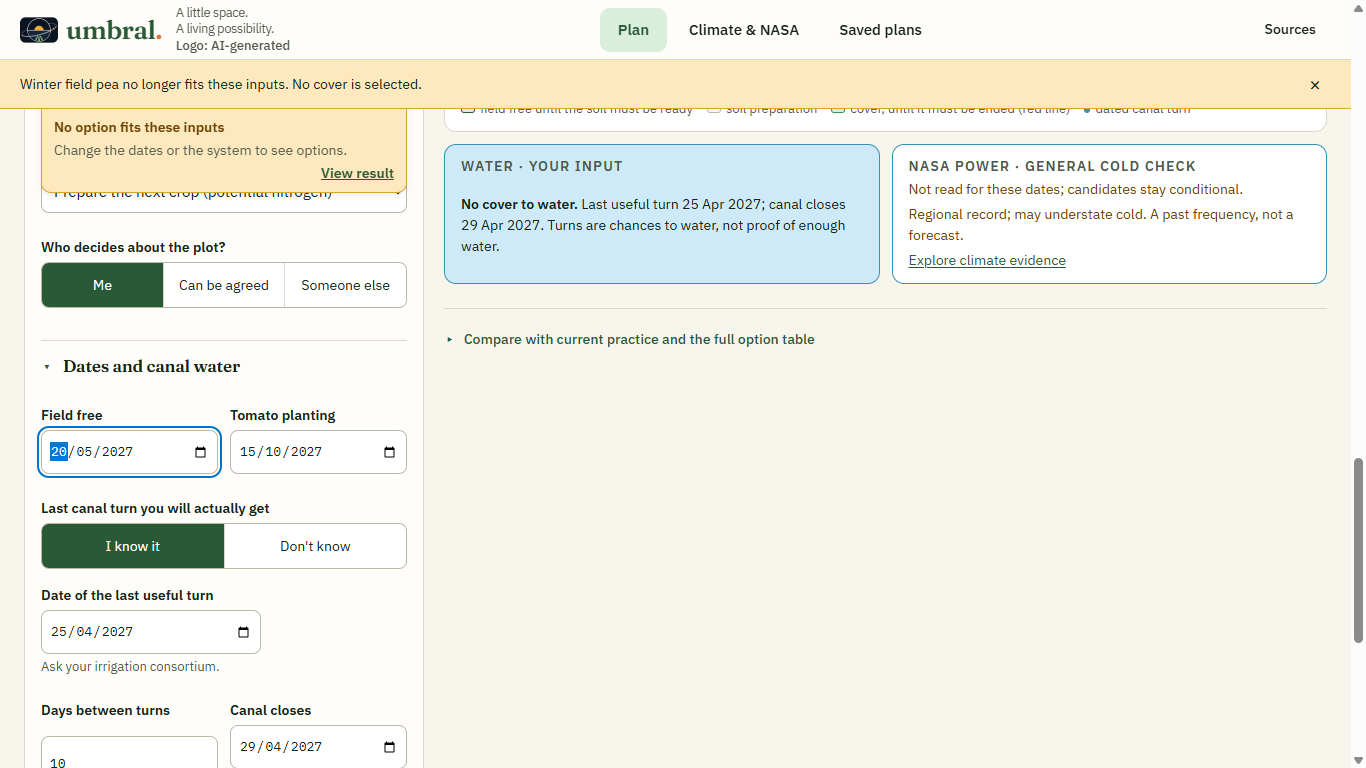 umbral.
A little space.
A living possibility.
Logo: AI-generated
Plan
Climate & NASA
Saved plans
Sources
Winter field pea no longer fits these inputs. No cover is selected.
×
field free until the soil must be ready
soil preparation
cover, until it must be ended (red line)
dated canal turn
No option fits these inputs
Change the dates or the system to see options.
View result
Prepare the next crop (potential nitrogen)
Who decides about the plot?
Me
Can be agreed
Someone else
Dates and canal water
Field free
Tomato planting
20/05/2027
15/10/2027
Last canal turn you will actually get
I know it
Don't know
Date of the last useful turn
25/04/2027
Ask your irrigation consortium.
Days between turns
Canal closes
10
29/04/2027
WATER · YOUR INPUT
No cover to water. Last useful turn 25 Apr 2027; canal closes
29 Apr 2027. Turns are chances to water, not proof of enough
water.
NASA POWER · GENERAL COLD CHECK
Not read for these dates; candidates stay conditional.
Regional record; may understate cold. A past frequency, not a
forecast.
Explore climate evidence
Compare with current practice and the full option table